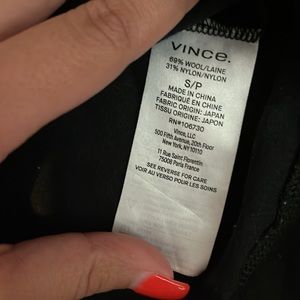 VINCE.
69% WOOL/LAINE
31% NYLON/NYLON
S/P
MADE IN CHINA
FABRIQUÉ EN CHINE
FABRIC ORIGIN: JAPAN
TISSU ORIGINE: JAPON
RN#106730
Vince, LLC
500 Fifth Avenue, 20th Floor
New York, NY 10110
11 Rue Saint Florentin
75008 Paris France
SEE REVERSE FOR CARE
VOIR AU VERSO POUR LES SOINS